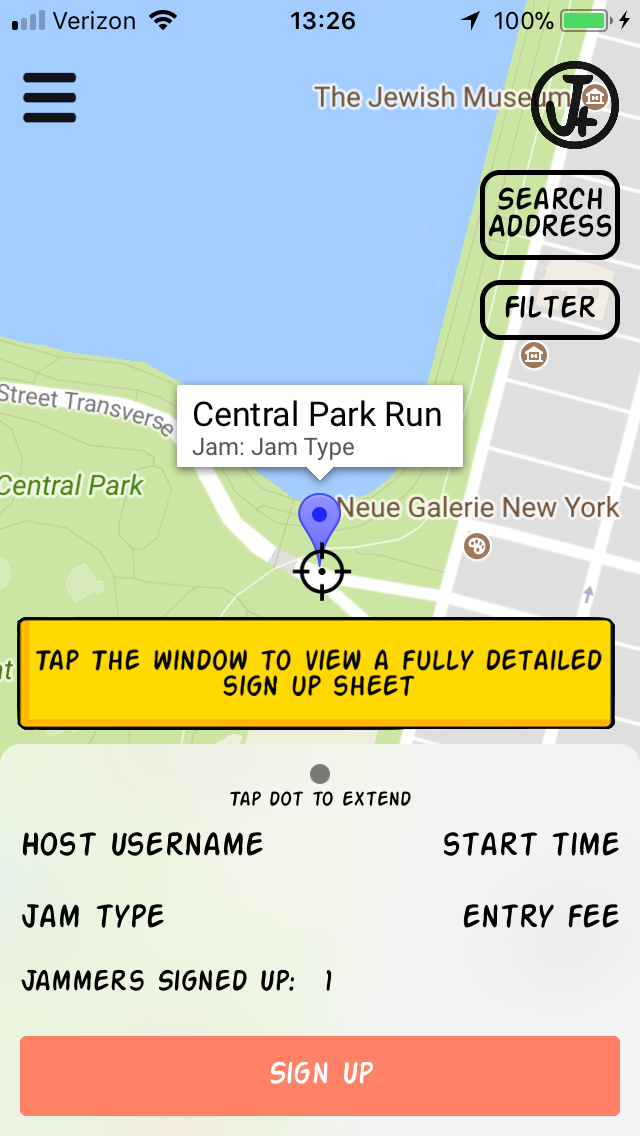 Verizon 13:26 100%
The Jewish Museum
J+
SEARCH
ADDRESS
FILTER
Street Transverse
Central Park Run
Jam: Jam Type
Central Park
Neue Galerie New York
TAP THE WINDOW TO VIEW A FULLY DETAILED
SIGN UP SHEET
TAP DOT TO EXTEND
HOST USERNAME START TIME
JAM TYPE ENTRY FEE
JAMMERS SIGNED UP: 1
SIGN UP